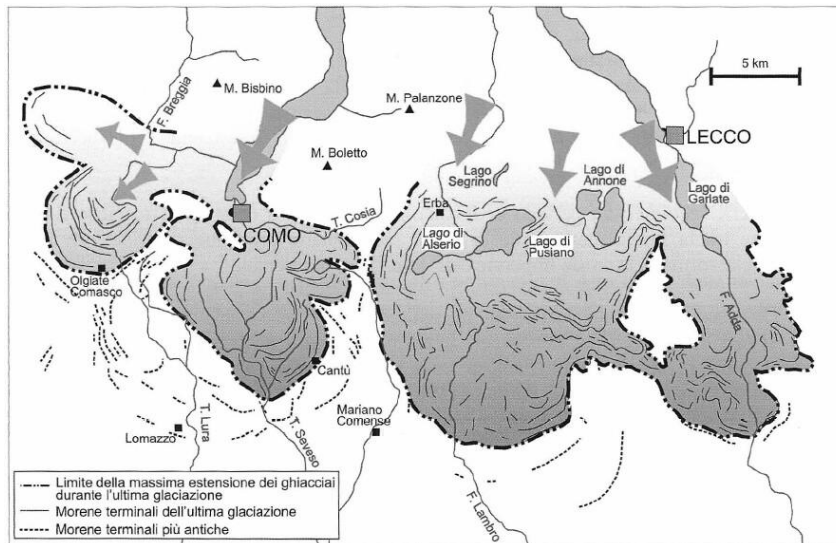 F. Breggia
M. Bisbino
M. Palanzone
5 km
LECCO
M. Boletto
Lago
Segrino
Lago di
Annone
Lago di
Garlate
T. Cosia
Erba
COMO
Lago di
Alserio
Lago di
Pusiano
Olgiate
Comasco
F. Adda
Cantù
Lomazzo
T. Lura
T. Seveso
Mariano
Comense
F. Lambro
Limite della massima estensione dei ghiacciai
durante l'ultima glaciazione
Morene terminali dell'ultima glaciazione
Morene terminali più antiche